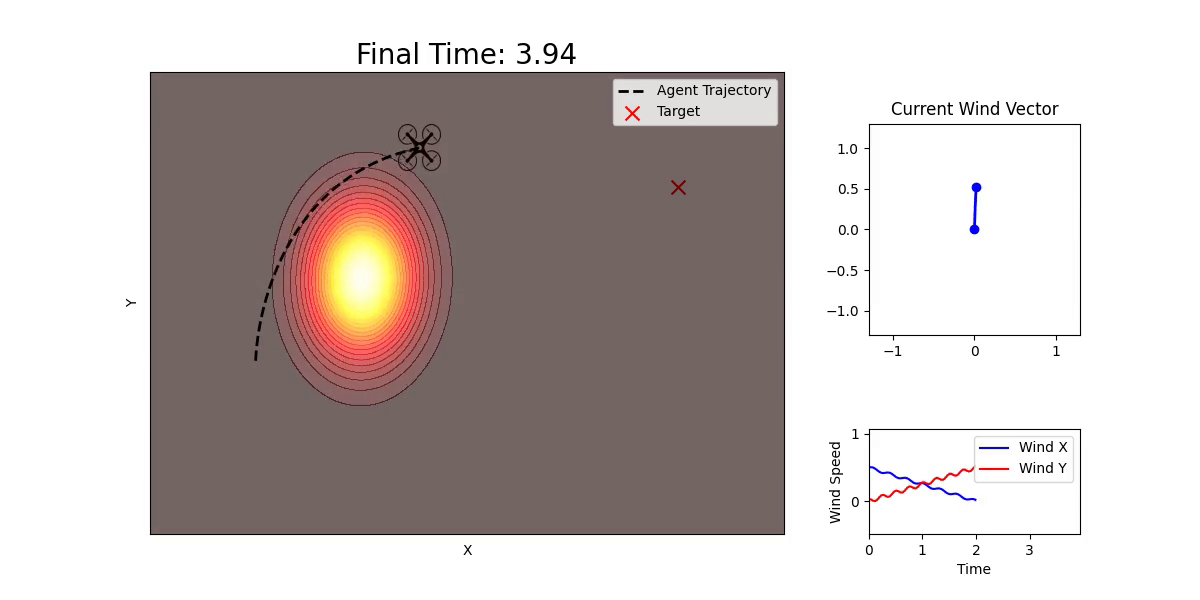 Final Time: 3.94
Agent Trajectory
Target
Y
X
Current Wind Vector
1.0
0.5
0.0
−0.5
−1.0
−1 0 1
Wind Speed
1
0
Wind X
Wind Y
0 1 2 3
Time